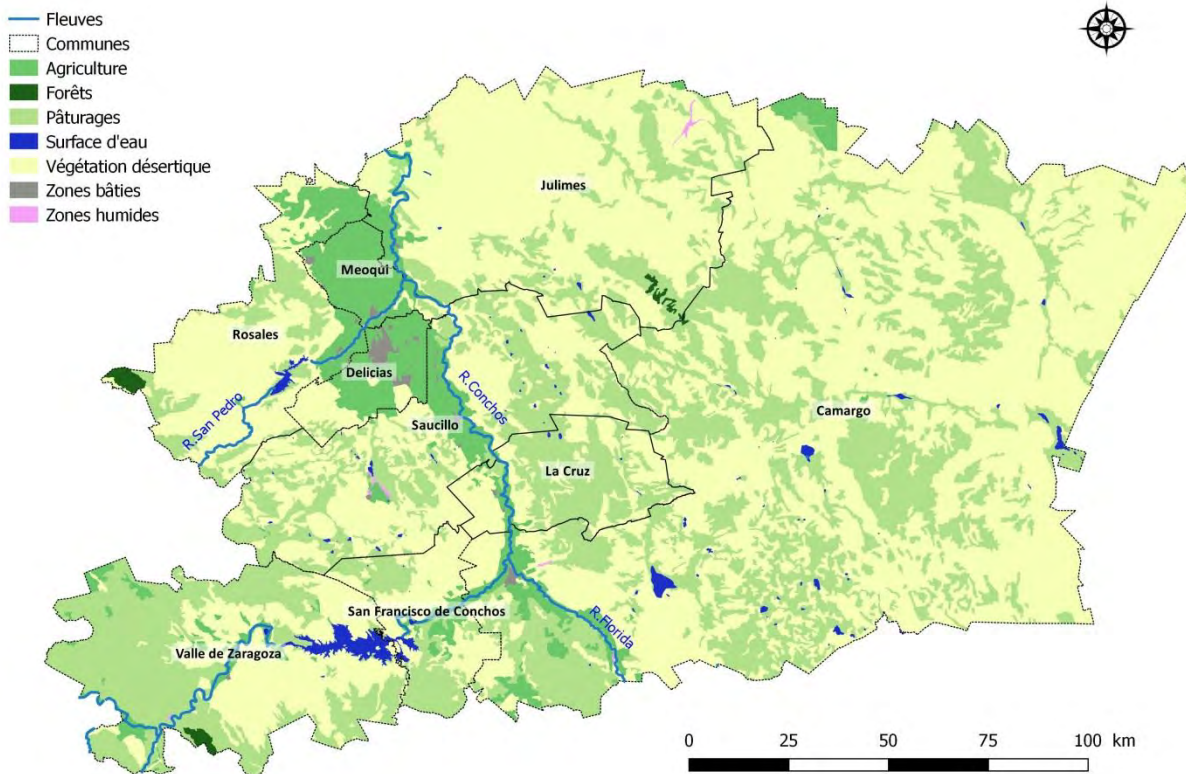 Fleuves
Communes
Agriculture
Forêts
Pâturages
Surface d'eau
Végétation désertique
Zones bâties
Zones humides
Julimes
Meoqui
Rosales
Delicias
R.San Pedro
R.Conchos
Saucillo
Camargo
La Cruz
San Francisco de Conchos
R.Florida
Valle de Zaragoza
0 25 50 75 100 km